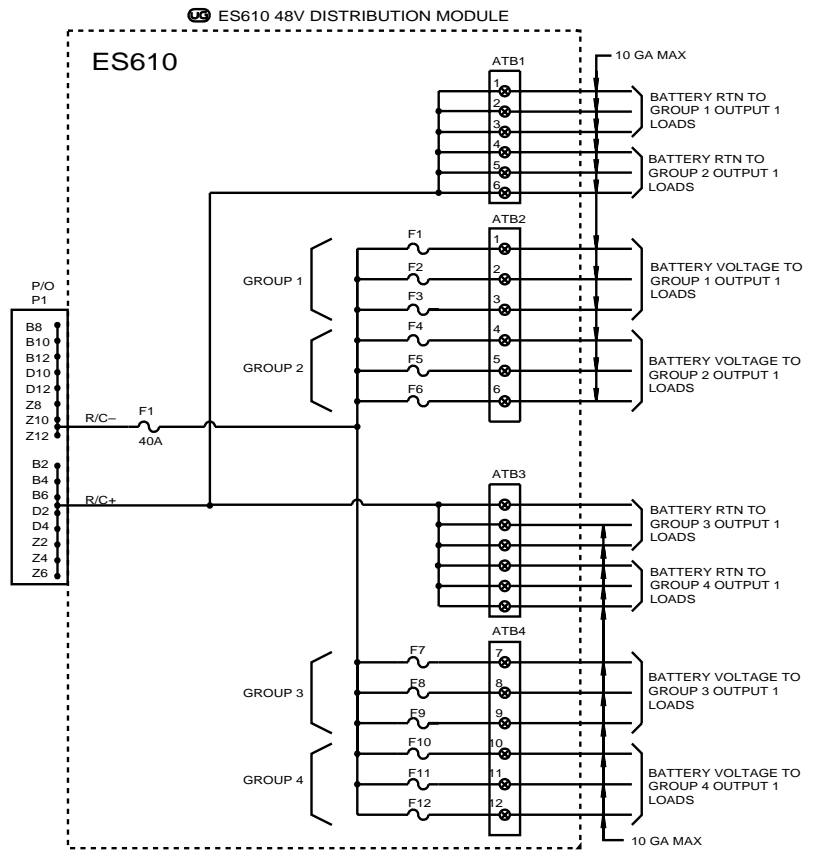 UG ES610 48V DISTRIBUTION MODULE
ES610
ATB1
10 GA MAX
1
2
3
4
5
6
BATTERY RTN TO
GROUP 1 OUTPUT 1
LOADS
BATTERY RTN TO
GROUP 2 OUTPUT 1
LOADS
ATB2
GROUP 1
F1
F2
F3
1
2
3
BATTERY VOLTAGE TO
GROUP 1 OUTPUT 1
LOADS
GROUP 2
F4
F5
F6
4
5
6
BATTERY VOLTAGE TO
GROUP 2 OUTPUT 1
LOADS
P/O
P1
B8
B10
B12
D10
D12
Z8
Z10
Z12
R/C–
F1
40A
B2
B4
B6
D2
D4
Z2
Z4
Z6
R/C+
ATB3
BATTERY RTN TO
GROUP 3 OUTPUT 1
LOADS
BATTERY RTN TO
GROUP 4 OUTPUT 1
LOADS
ATB4
GROUP 3
F7
F8
F9
7
8
9
BATTERY VOLTAGE TO
GROUP 3 OUTPUT 1
LOADS
GROUP 4
F10
F11
F12
10
11
12
BATTERY VOLTAGE TO
GROUP 4 OUTPUT 1
LOADS
10 GA MAX